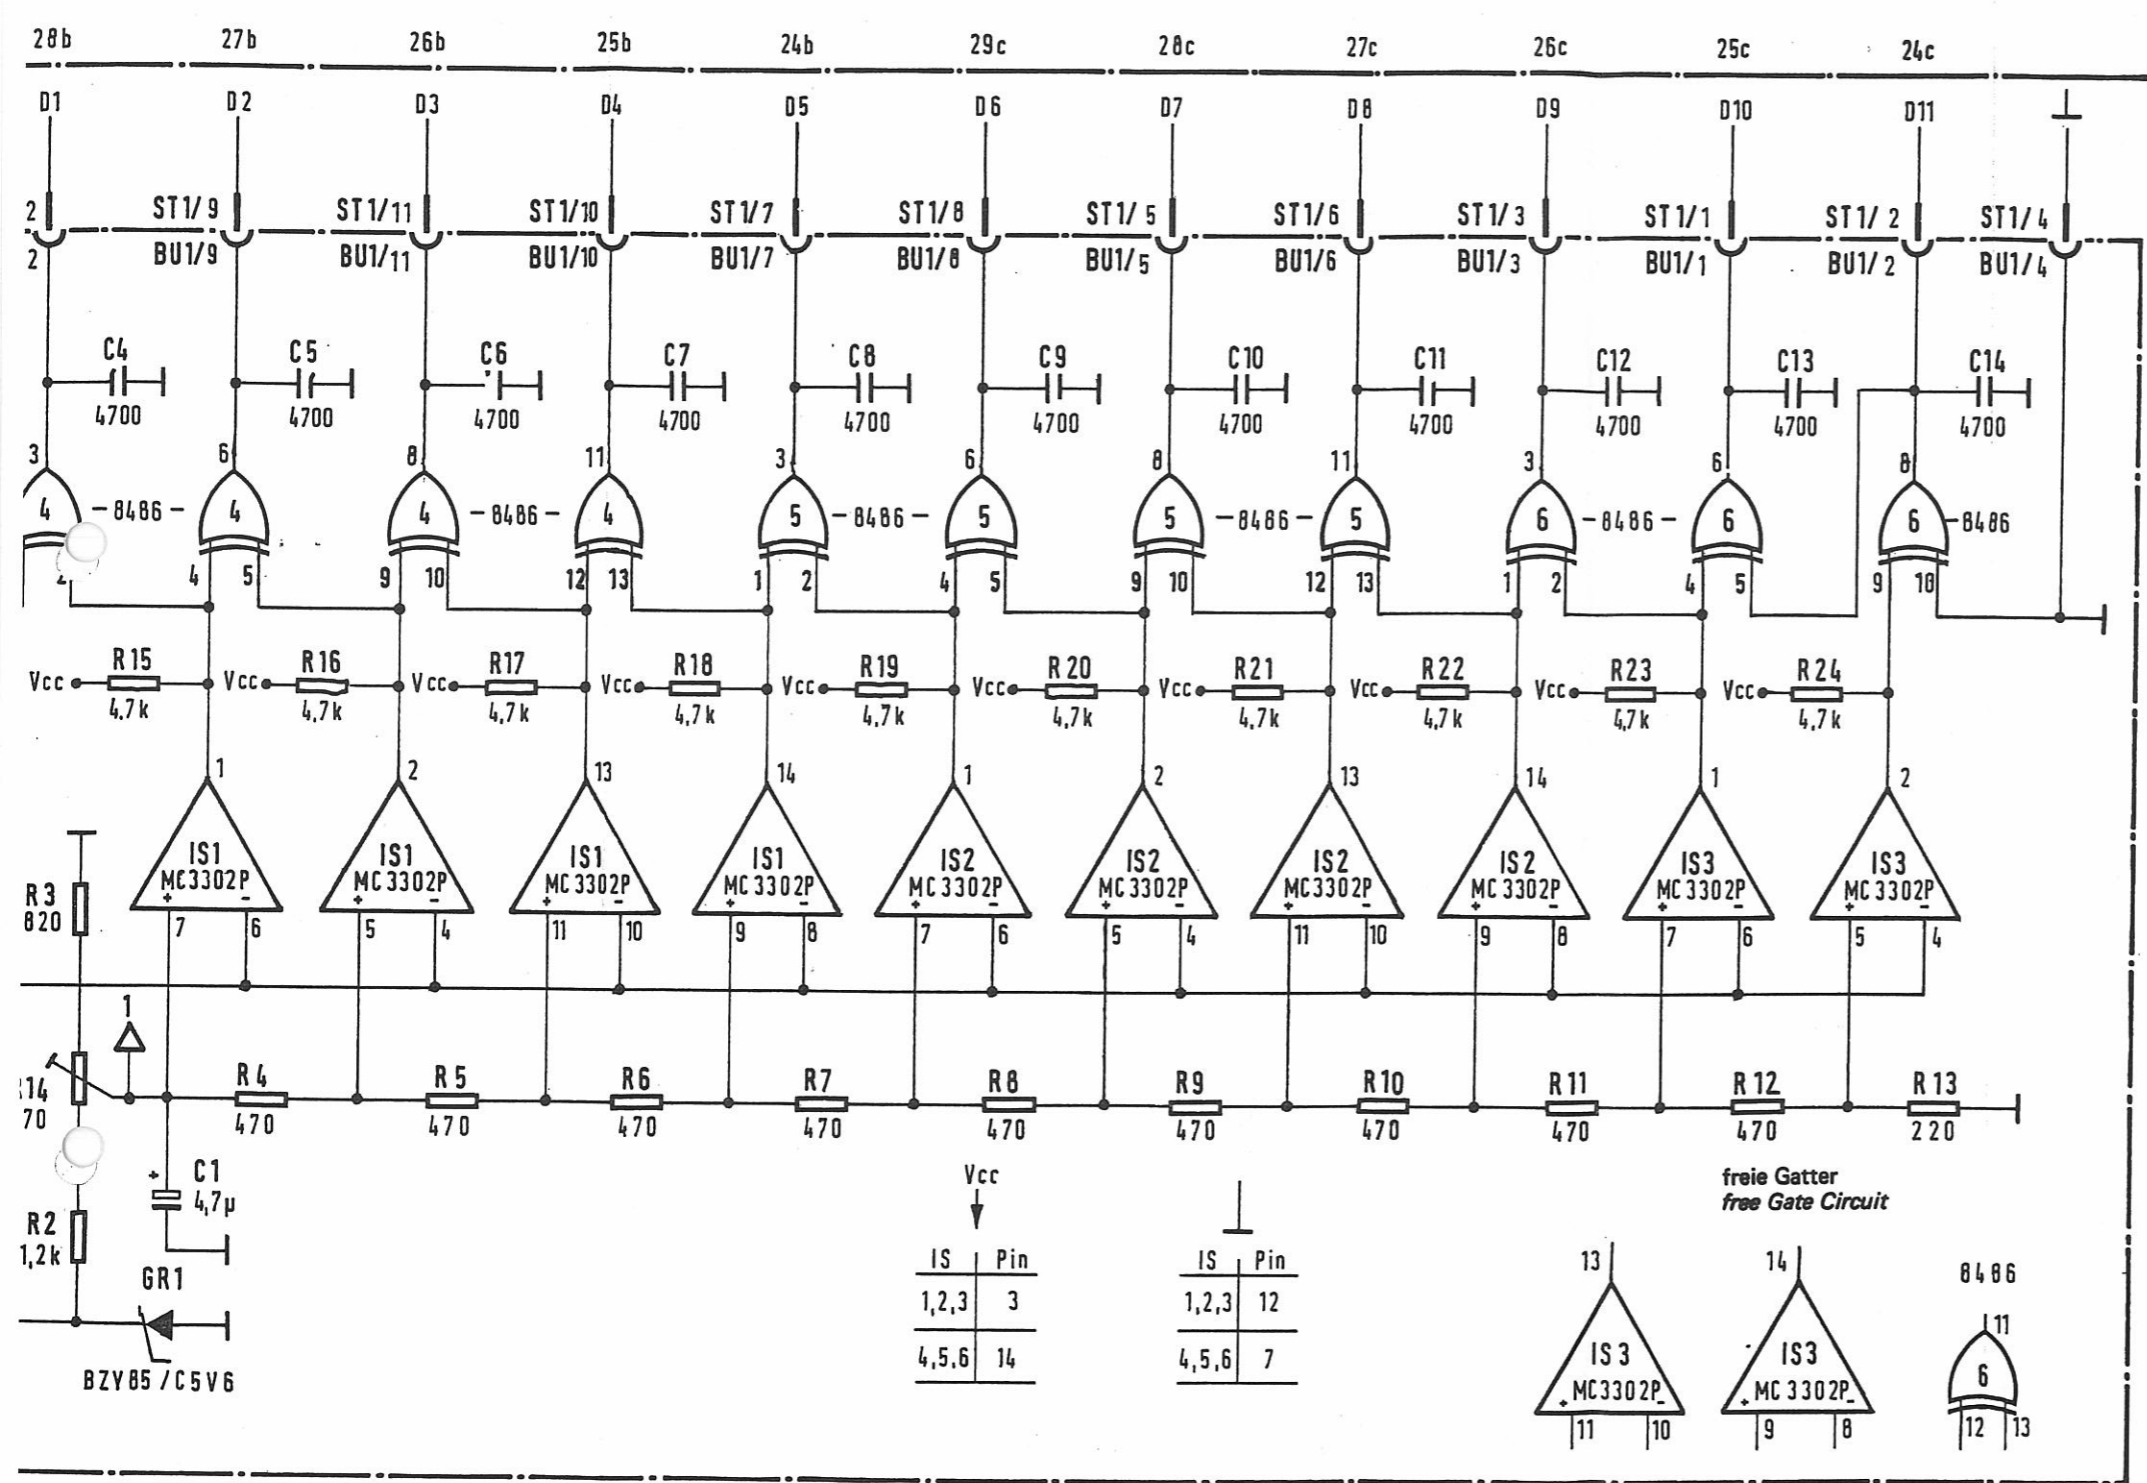 28b 27b 26b 25b 24b 29c 28c 27c 26c 25c 24c
D1 D2 D3 D4 D5 D6 D7 D8 D9 D10 D11
2 ST1/9 ST1/11 ST1/10 ST1/7 ST1/8 ST1/5 ST1/6 ST1/3 ST1/1 ST1/2 ST1/4
2 BU1/9 BU1/11 BU1/10 BU1/7 BU1/8 BU1/5 BU1/6 BU1/3 BU1/1 BU1/2 BU1/4
C4 C5 C6 C7 C8 C9 C10 C11 C12 C13 C14
4700 4700 4700 4700 4700 4700 4700 4700 4700 4700 4700
3 6 8 11 3 6 8 11 3 6 8
4 -8486- 4 4 -8486- 4 5 -8486- 5 5 -8486- 5 6 -8486- 6 6 -8486
4 5 9 10 12 13 1 2 4 5 9 10 12 13 1 2 4 5 9 10
R15 R16 R17 R18 R19 R20 R21 R22 R23 R24
Vcc Vcc Vcc Vcc Vcc Vcc Vcc Vcc Vcc Vcc
4,7k 4,7k 4,7k 4,7k 4,7k 4,7k 4,7k 4,7k 4,7k 4,7k
1 2 13 14 1 2 13 14 1 2
IS1 IS1 IS1 IS1 IS2 IS2 IS2 IS2 IS3 IS3
MC3302P MC3302P MC3302P MC3302P MC3302P MC3302P MC3302P MC3302P MC3302P MC3302P
+ - + - + - + - + - + - + - + - + - + -
R3
820
7 6 5 4 11 10 9 8 7 6 5 4 11 10 9 8 7 6 5 4
1
14 R4 R5 R6 R7 R8 R9 R10 R11 R12 R13
70 470 470 470 470 470 470 470 470 470 220
+ C1
4,7µ
R2
1,2k
GR1
BZY85/C5V6
Vcc
IS Pin
1,2,3 3
4,5,6 14
IS Pin
1,2,3 12
4,5,6 7
freie Gatter
free Gate Circuit
13 14 8486
11
IS3 IS3 6
MC3302P MC3302P
+ - + -
11 10 9 8 12 13